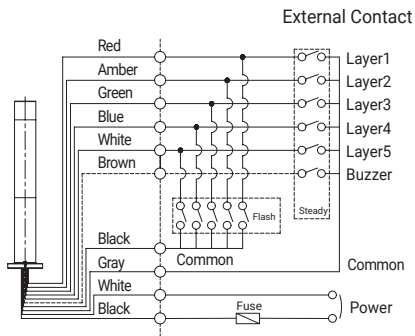 External Contact
Red
Layer1
Amber
Layer2
Green
Layer3
Blue
Layer4
White
Layer5
Brown
Buzzer
Flash
Steady
Black
Common
Gray
Common
White
Power
Black
Fuse